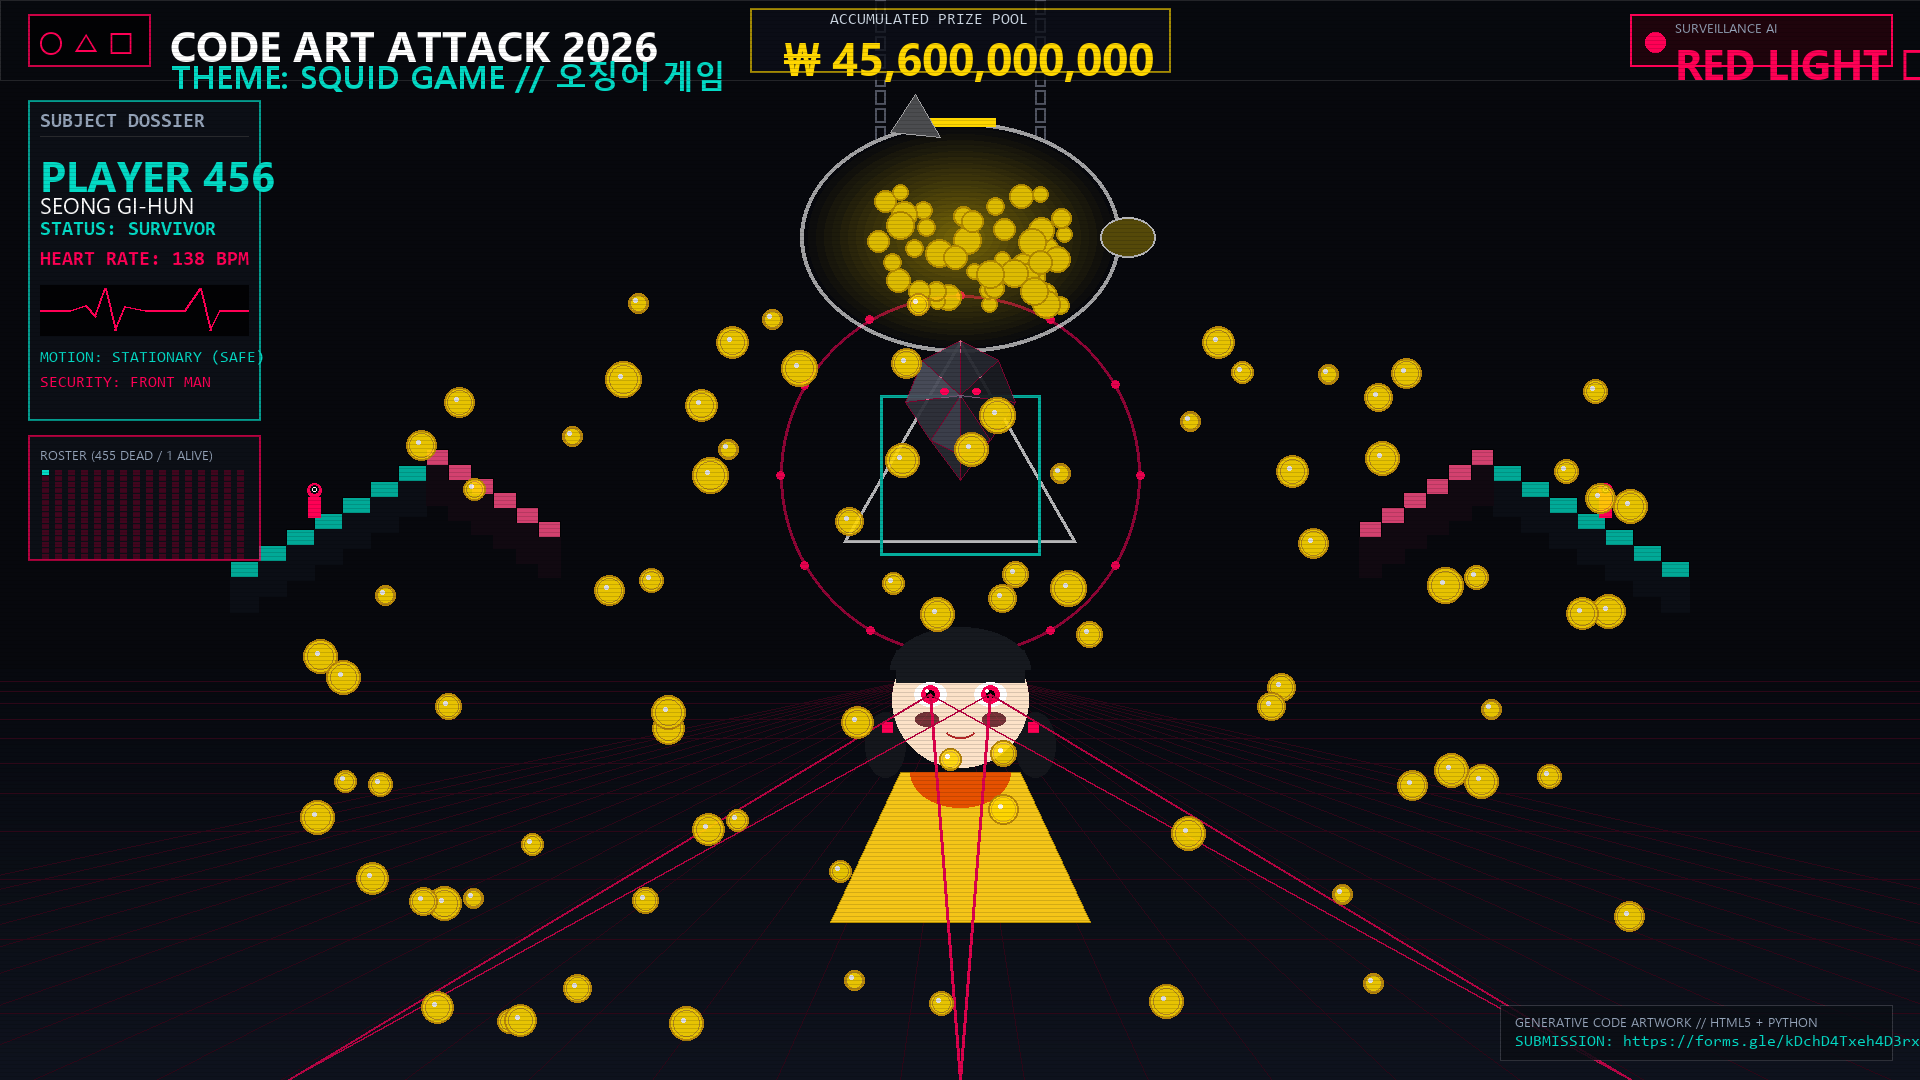 CODE ART ATTACK 2026
THEME: SQUID GAME // 오징어 게임
ACCUMULATED PRIZE POOL
₩ 45,600,000,000
SURVEILLANCE AI
RED LIGHT
SUBJECT DOSSIER
PLAYER 456
SEONG GI-HUN
STATUS: SURVIVOR
HEART RATE: 138 BPM
MOTION: STATIONARY (SAFE)
SECURITY: FRONT MAN
ROSTER (455 DEAD / 1 ALIVE)
GENERATIVE CODE ARTWORK // HTML5 + PYTHON
SUBMISSION: https://forms.gle/kDchD4Txeh4D3rx